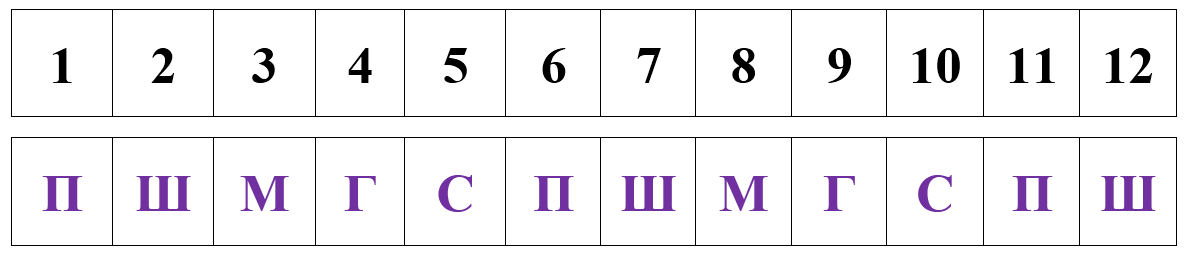 1 2 3 4 5 6 7 8 9 10 11 12
П Ш М Г С П Ш М Г С П Ш